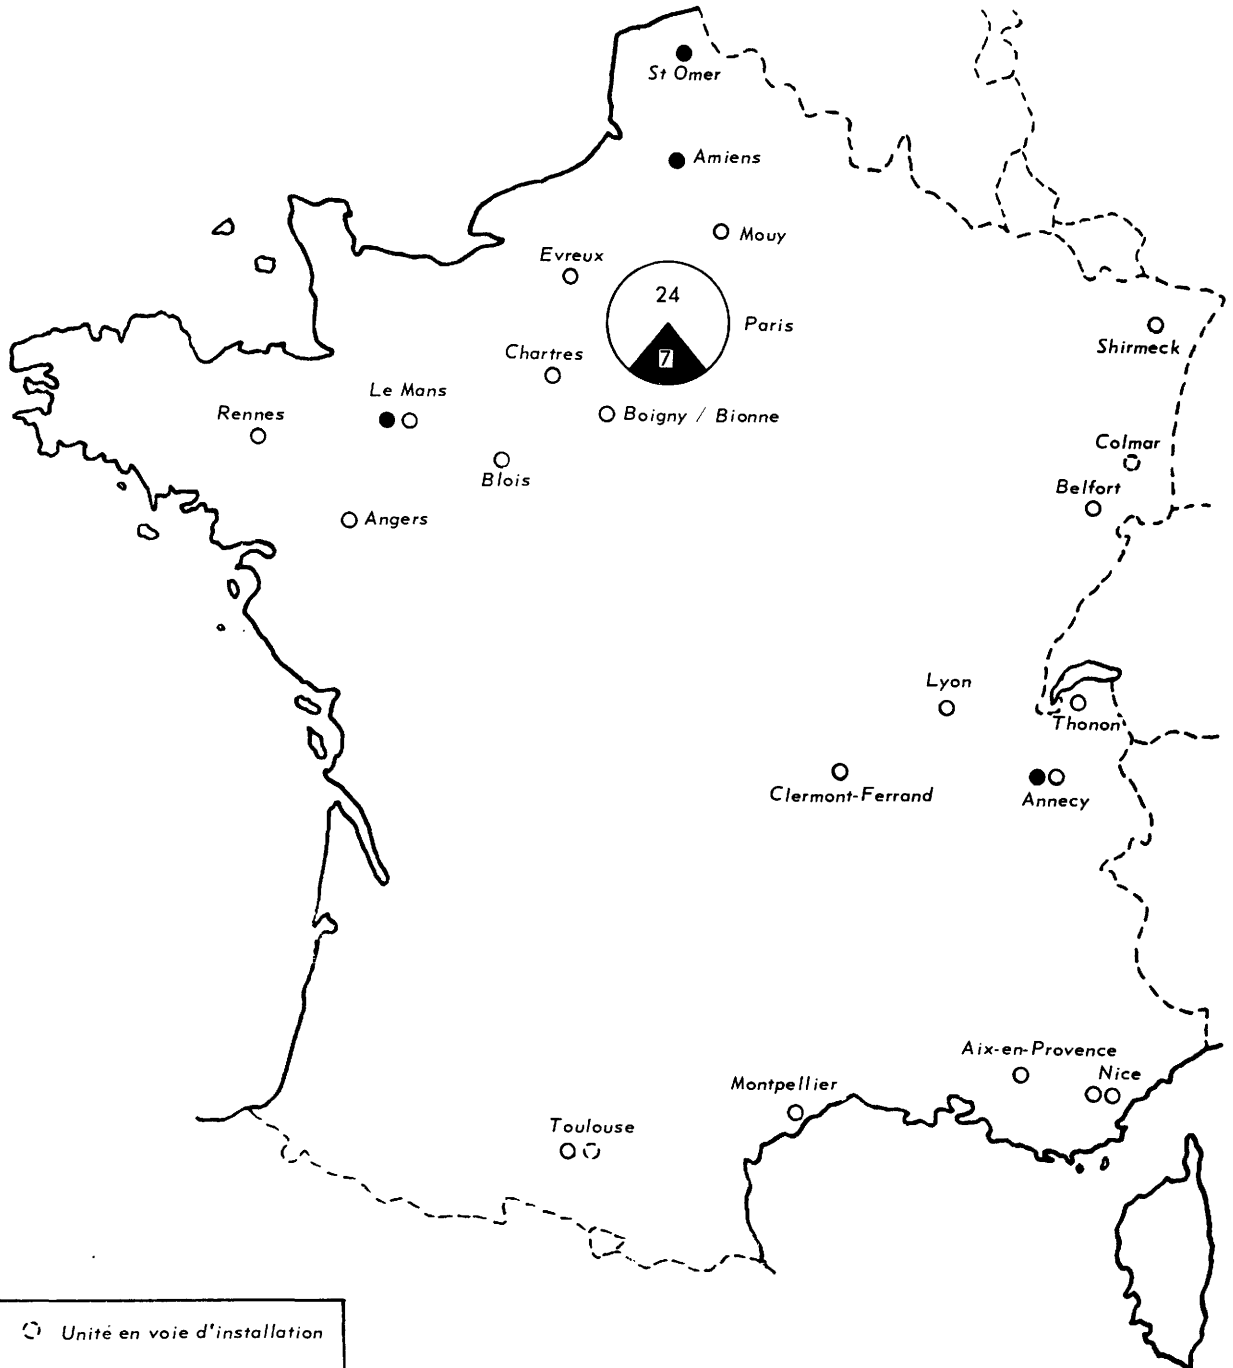 St Omer
Amiens
Mouy
Evreux
24
Paris
7
Shirmeck
Chartres
Le Mans
Rennes
Boigny / Bionne
Colmar
Blois
Belfort
Angers
Lyon
Thonon
Clermont-Ferrand
Annecy
Aix-en-Provence
Nice
Montpellier
Toulouse
Unité en voie d'installation